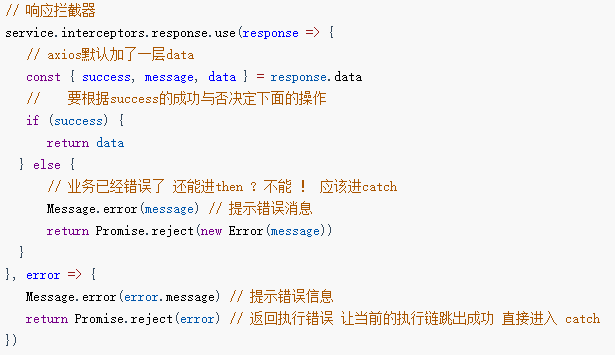 // 响应拦截器
service.interceptors.response.use(response => {
// axios默认加了一层data
const { success, message, data } = response.data
// 要根据success的成功与否决定下面的操作
if (success) {
return data
} else {
// 业务已经错误了 还能进then ? 不能 ! 应该进catch
Message.error(message) // 提示错误消息
return Promise.reject(new Error(message))
}
}, error => {
Message.error(error.message) // 提示错误信息
return Promise.reject(error) // 返回执行错误 让当前的执行链跳出成功 直接进入 catch
})